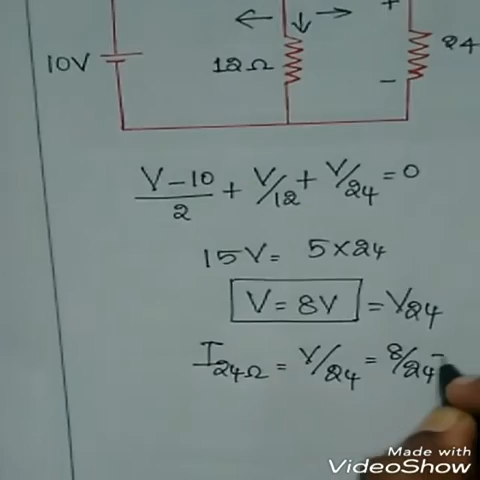 +
10V
12Ω
24
−
V−10/2 + V/12 + V/24 = 0
15V = 5×24
V = 8V = V24
I24Ω = V/24 = 8/24
Made with
VideoShow